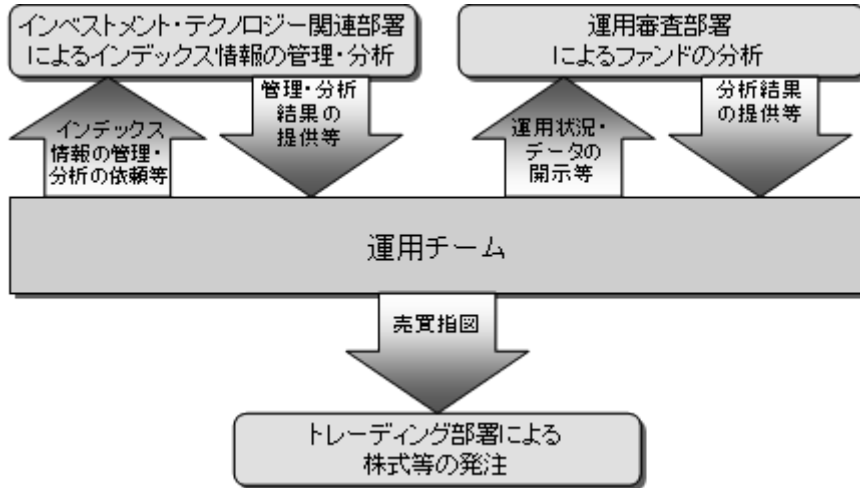 インベストメント・テクノロジー関連部署
によるインデックス情報の管理・分析
運用審査部署
によるファンドの分析
インデックス
情報の管理・
分析の依頼等
管理・分析
結果の
提供等
運用状況・
データの
開示等
分析結果
の提供等
運用チーム
売買指図
トレーディング部署による
株式等の発注